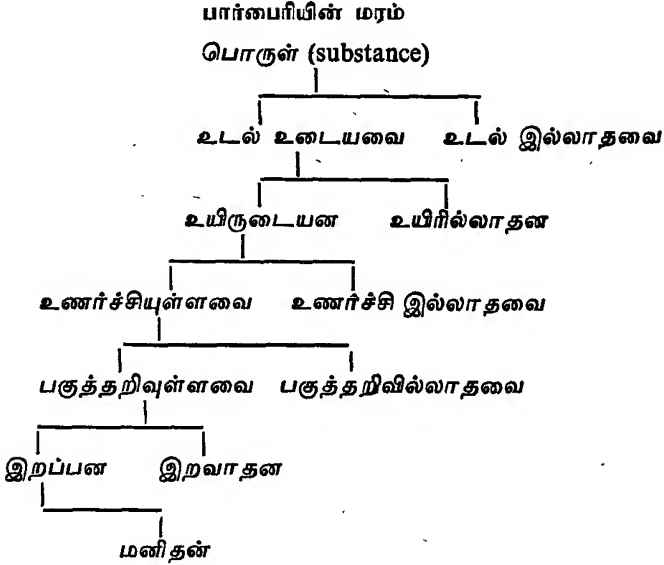 பார்பைரியின் மரம்
பொருள் (substance)
உடல் உடையவை உடல் இல்லாதவை
உயிருடையன உயிரில்லாதன
உணர்ச்சியுள்ளவை உணர்ச்சி இல்லாதவை
பகுத்தறிவுள்ளவை பகுத்தறிவில்லாதவை
இறப்பன இறவாதன
மனிதன்